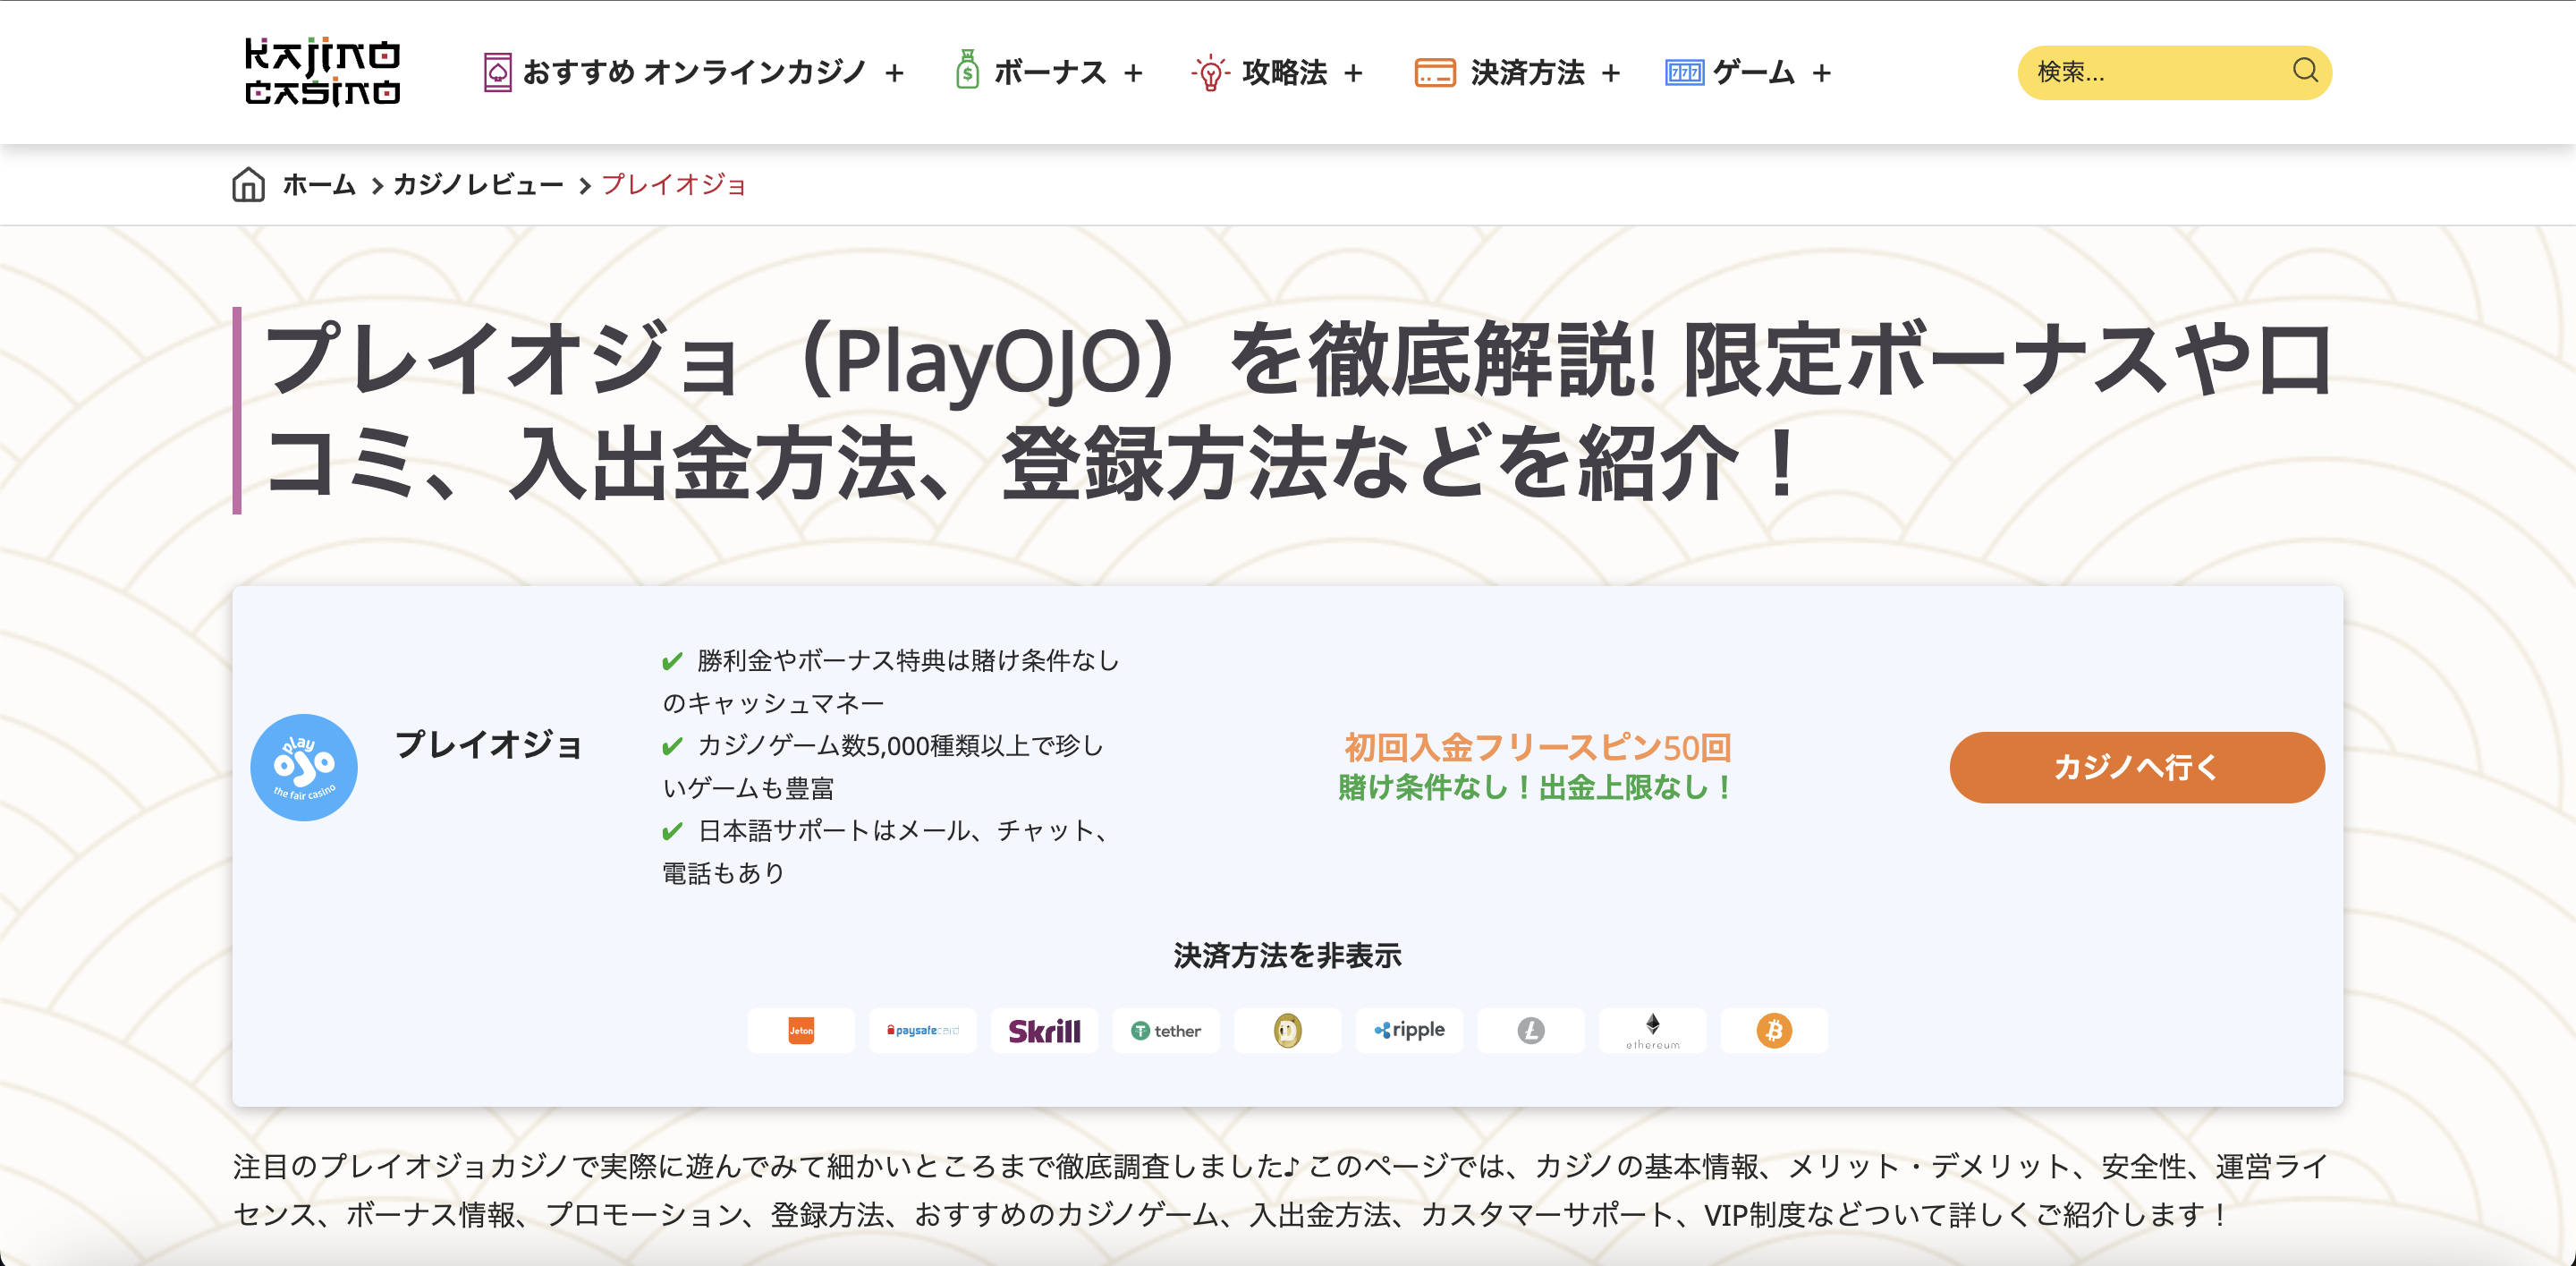 KAJINO
CASINO
おすすめ オンラインカジノ +
ボーナス +
攻略法 +
決済方法 +
777 ゲーム +
検索...
ホーム > カジノレビュー > プレイオジョ
プレイオジョ（PlayOJO）を徹底解説! 限定ボーナスや口
コミ、入出金方法、登録方法などを紹介！
play
OJO
the fair casino
プレイオジョ
✔ 勝利金やボーナス特典は賭け条件なし
のキャッシュマネー
✔ カジノゲーム数5,000種類以上で珍し
いゲームも豊富
✔ 日本語サポートはメール、チャット、
電話もあり
初回入金フリースピン50回
賭け条件なし！出金上限なし！
カジノへ行く
決済方法を非表示
Jeton
paysafecard
Skrill
tether
ripple
ethereum
注目のプレイオジョカジノで実際に遊んでみて細かいところまで徹底調査しました♪ このページでは、カジノの基本情報、メリット・デメリット、安全性、運営ライ
センス、ボーナス情報、プロモーション、登録方法、おすすめのカジノゲーム、入出金方法、カスタマーサポート、VIP制度などついて詳しくご紹介します！